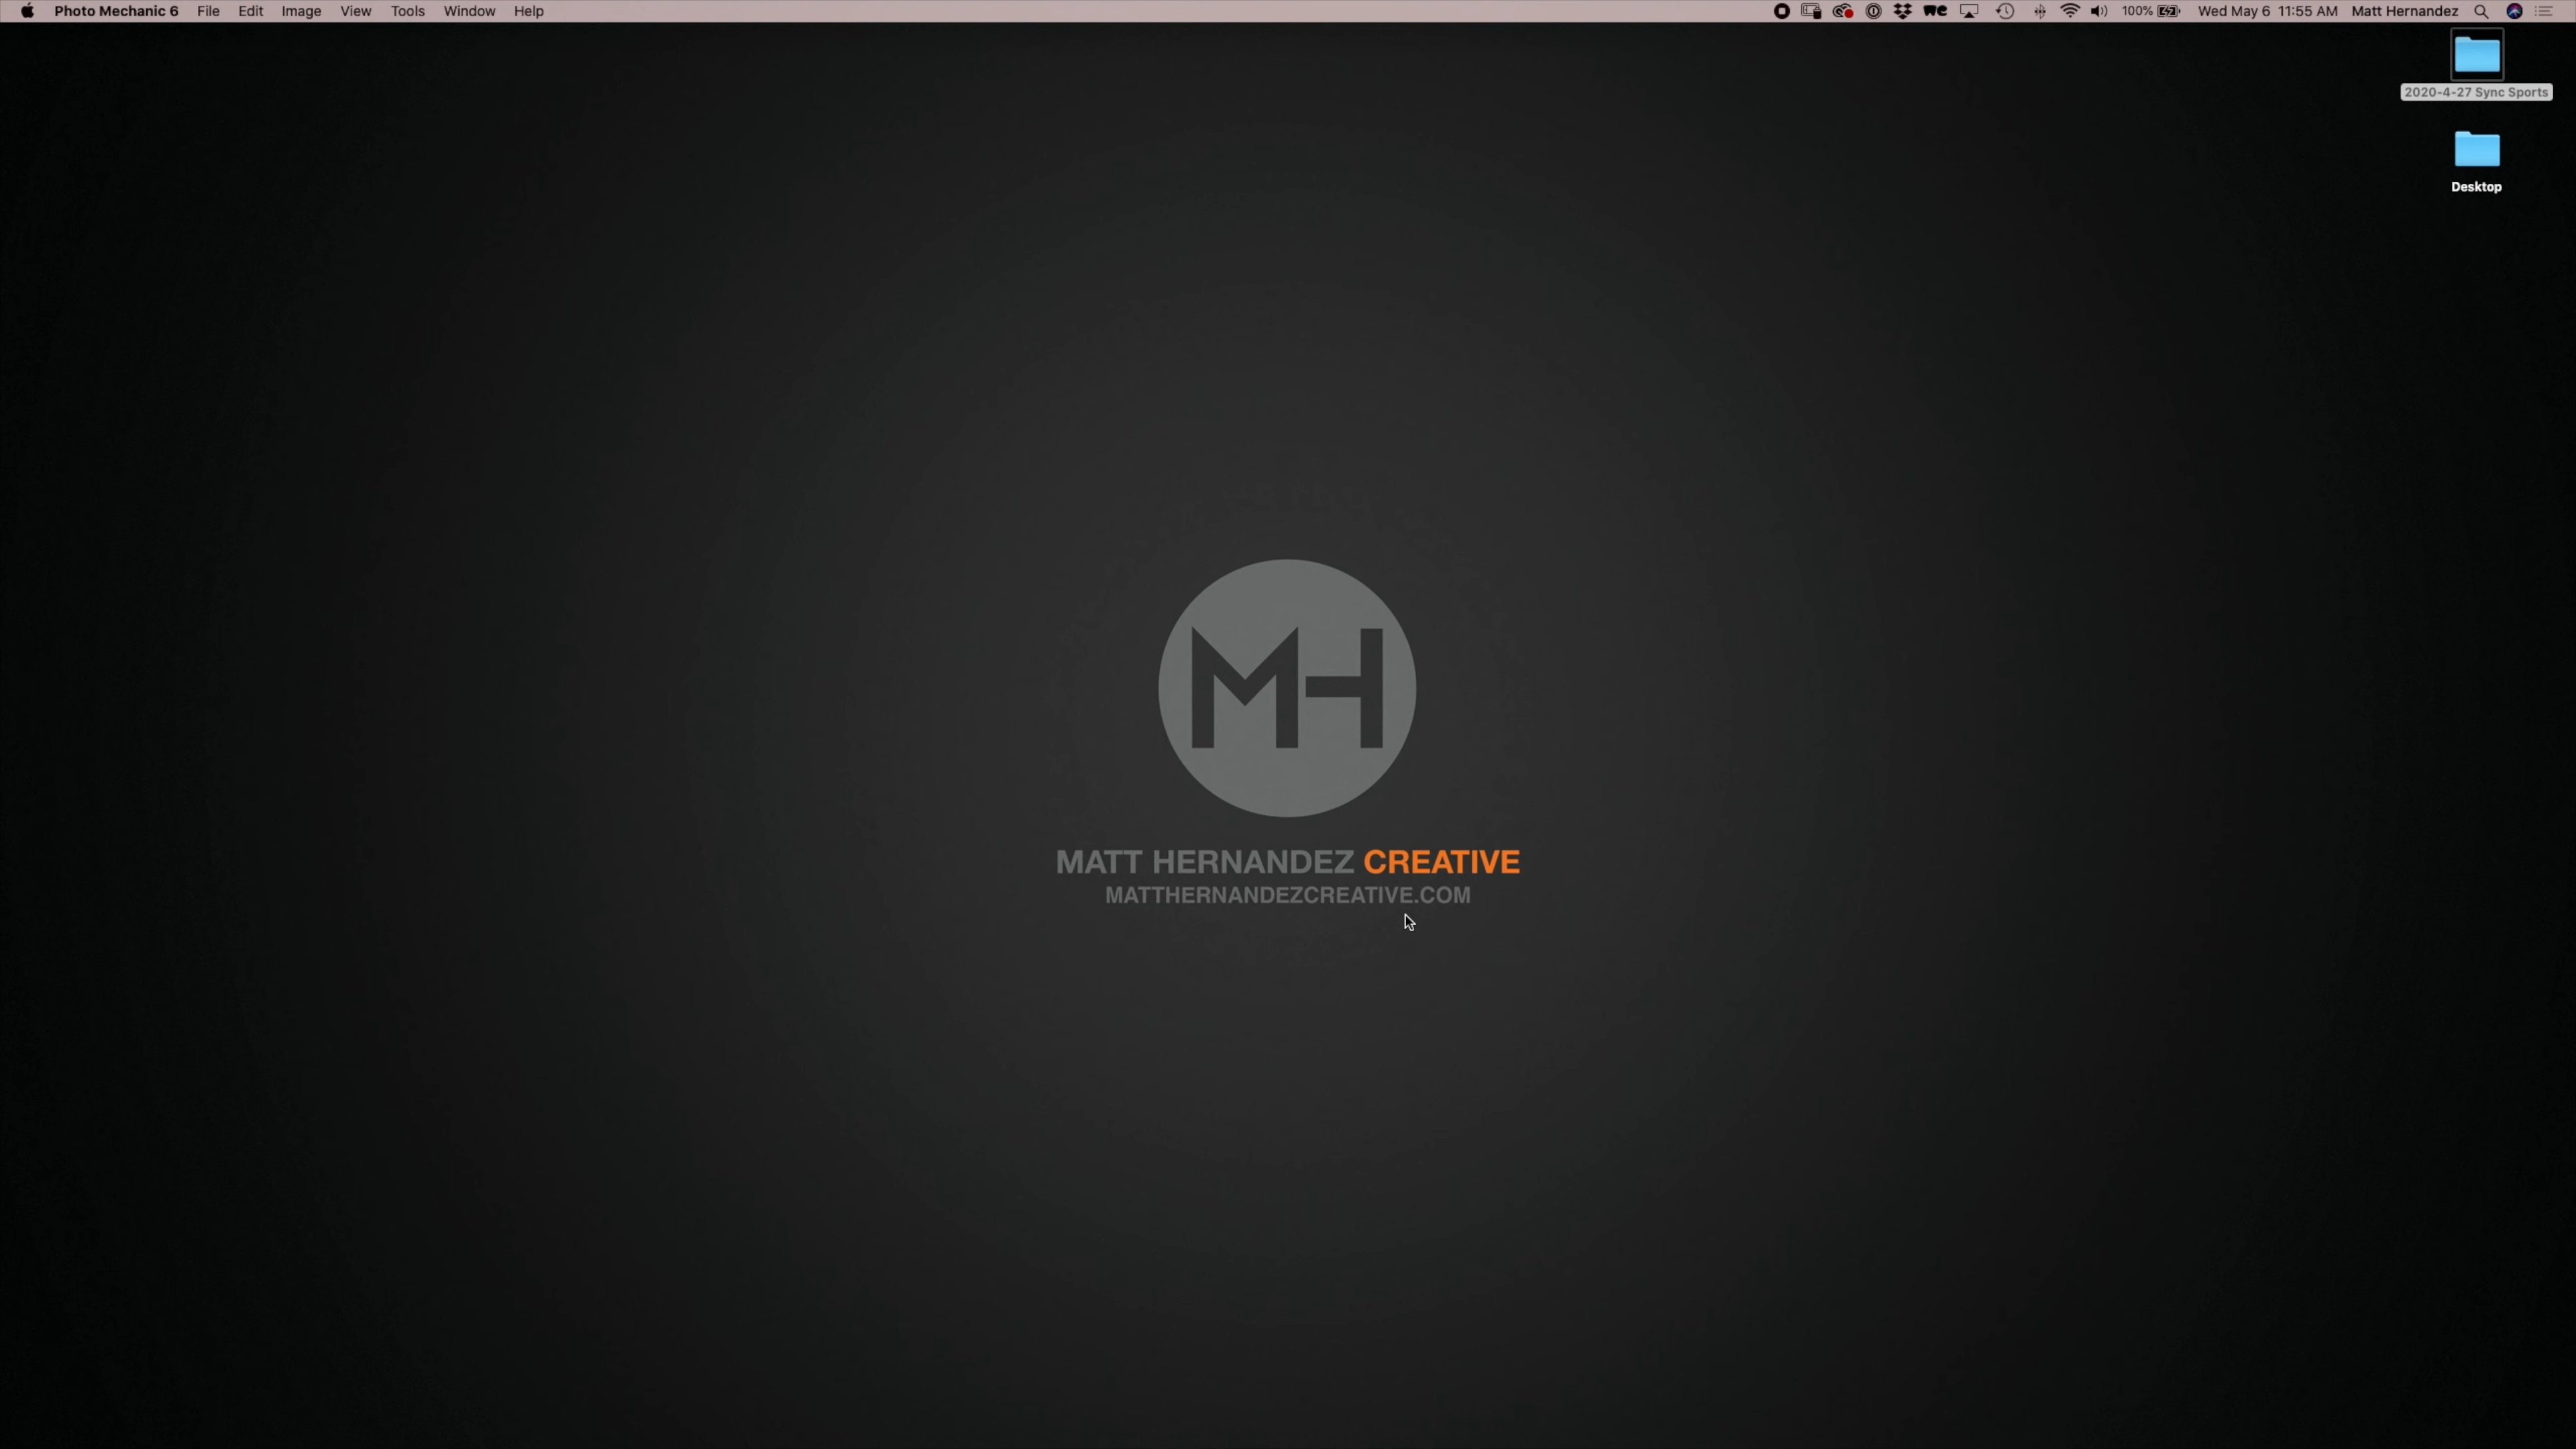 Photo Mechanic 6 File Edit Image View Tools Window Help 100% Wed May 6 11:55 AM Matt Hernandez
2020-4-27 Sync Sports
Desktop
MH
MATT HERNANDEZ CREATIVE
MATTHERNANDEZCREATIVE.COM